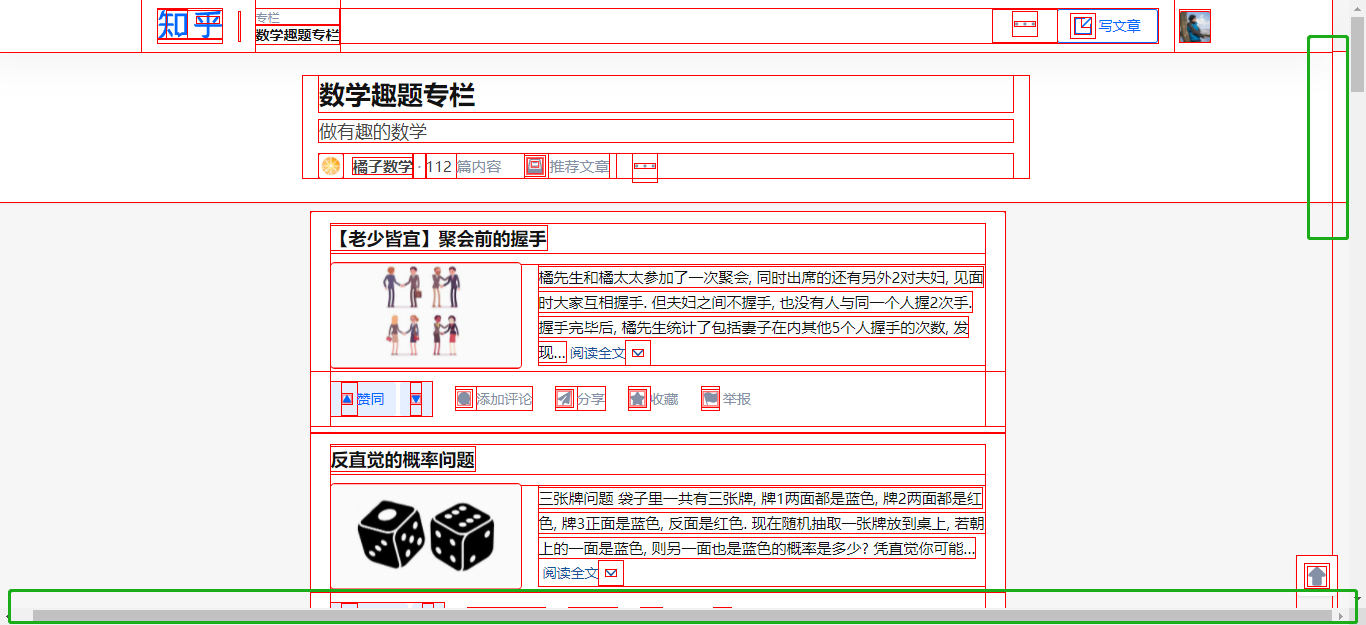 知乎
专栏
数学趣题专栏
写文章
数学趣题专栏
做有趣的数学
橘子数学 · 112 篇内容 推荐文章
【老少皆宜】聚会前的握手
橘先生和橘太太参加了一次聚会, 同时出席的还有另外2对夫妇, 见面
时大家互相握手. 但夫妇之间不握手, 也没有人与同一个人握2次手.
握手完毕后, 橘先生统计了包括妻子在内其他5个人握手的次数, 发
现... 阅读全文
赞同 添加评论 分享 收藏 举报
反直觉的概率问题
三张牌问题 袋子里一共有三张牌, 牌1两面都是蓝色, 牌2两面都是红
色, 牌3正面是蓝色, 反面是红色. 现在随机抽取一张牌放到桌上, 若朝
上的一面是蓝色, 则另一面也是蓝色的概率是多少? 凭直觉你可能...
阅读全文